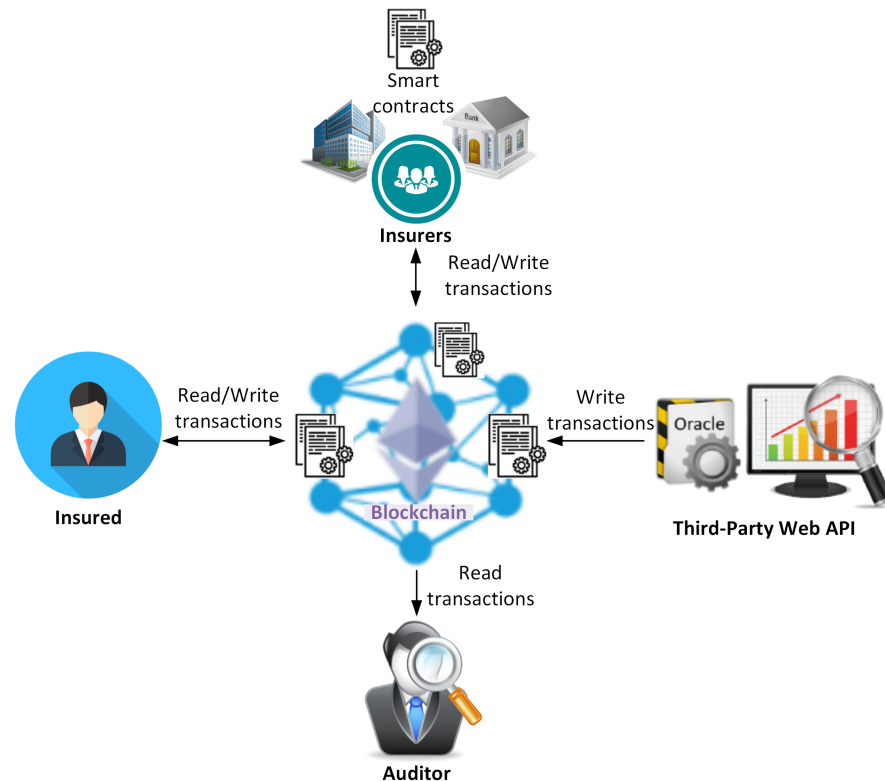 Smart
contracts
Bank
Insurers
Read/Write
transactions
Read/Write
transactions
Write
transactions
Oracle
Blockchain
Insured
Third-Party Web API
Read
transactions
Auditor